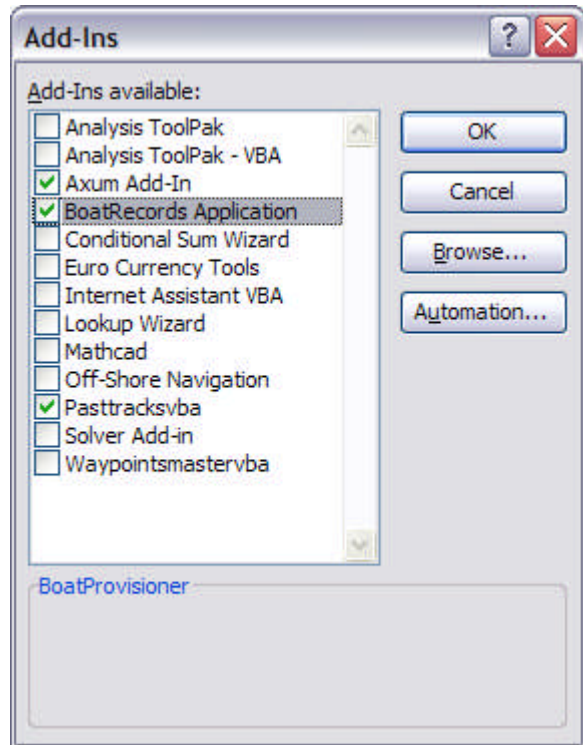 Add-Ins
?
Add-Ins available:
Analysis ToolPak
Analysis ToolPak - VBA
Axum Add-In
BoatRecords Application
Conditional Sum Wizard
Euro Currency Tools
Internet Assistant VBA
Lookup Wizard
Mathcad
Off-Shore Navigation
Pasttracksvba
Solver Add-in
Waypointsmastervba
OK
Cancel
Browse...
Automation...
BoatProvisioner